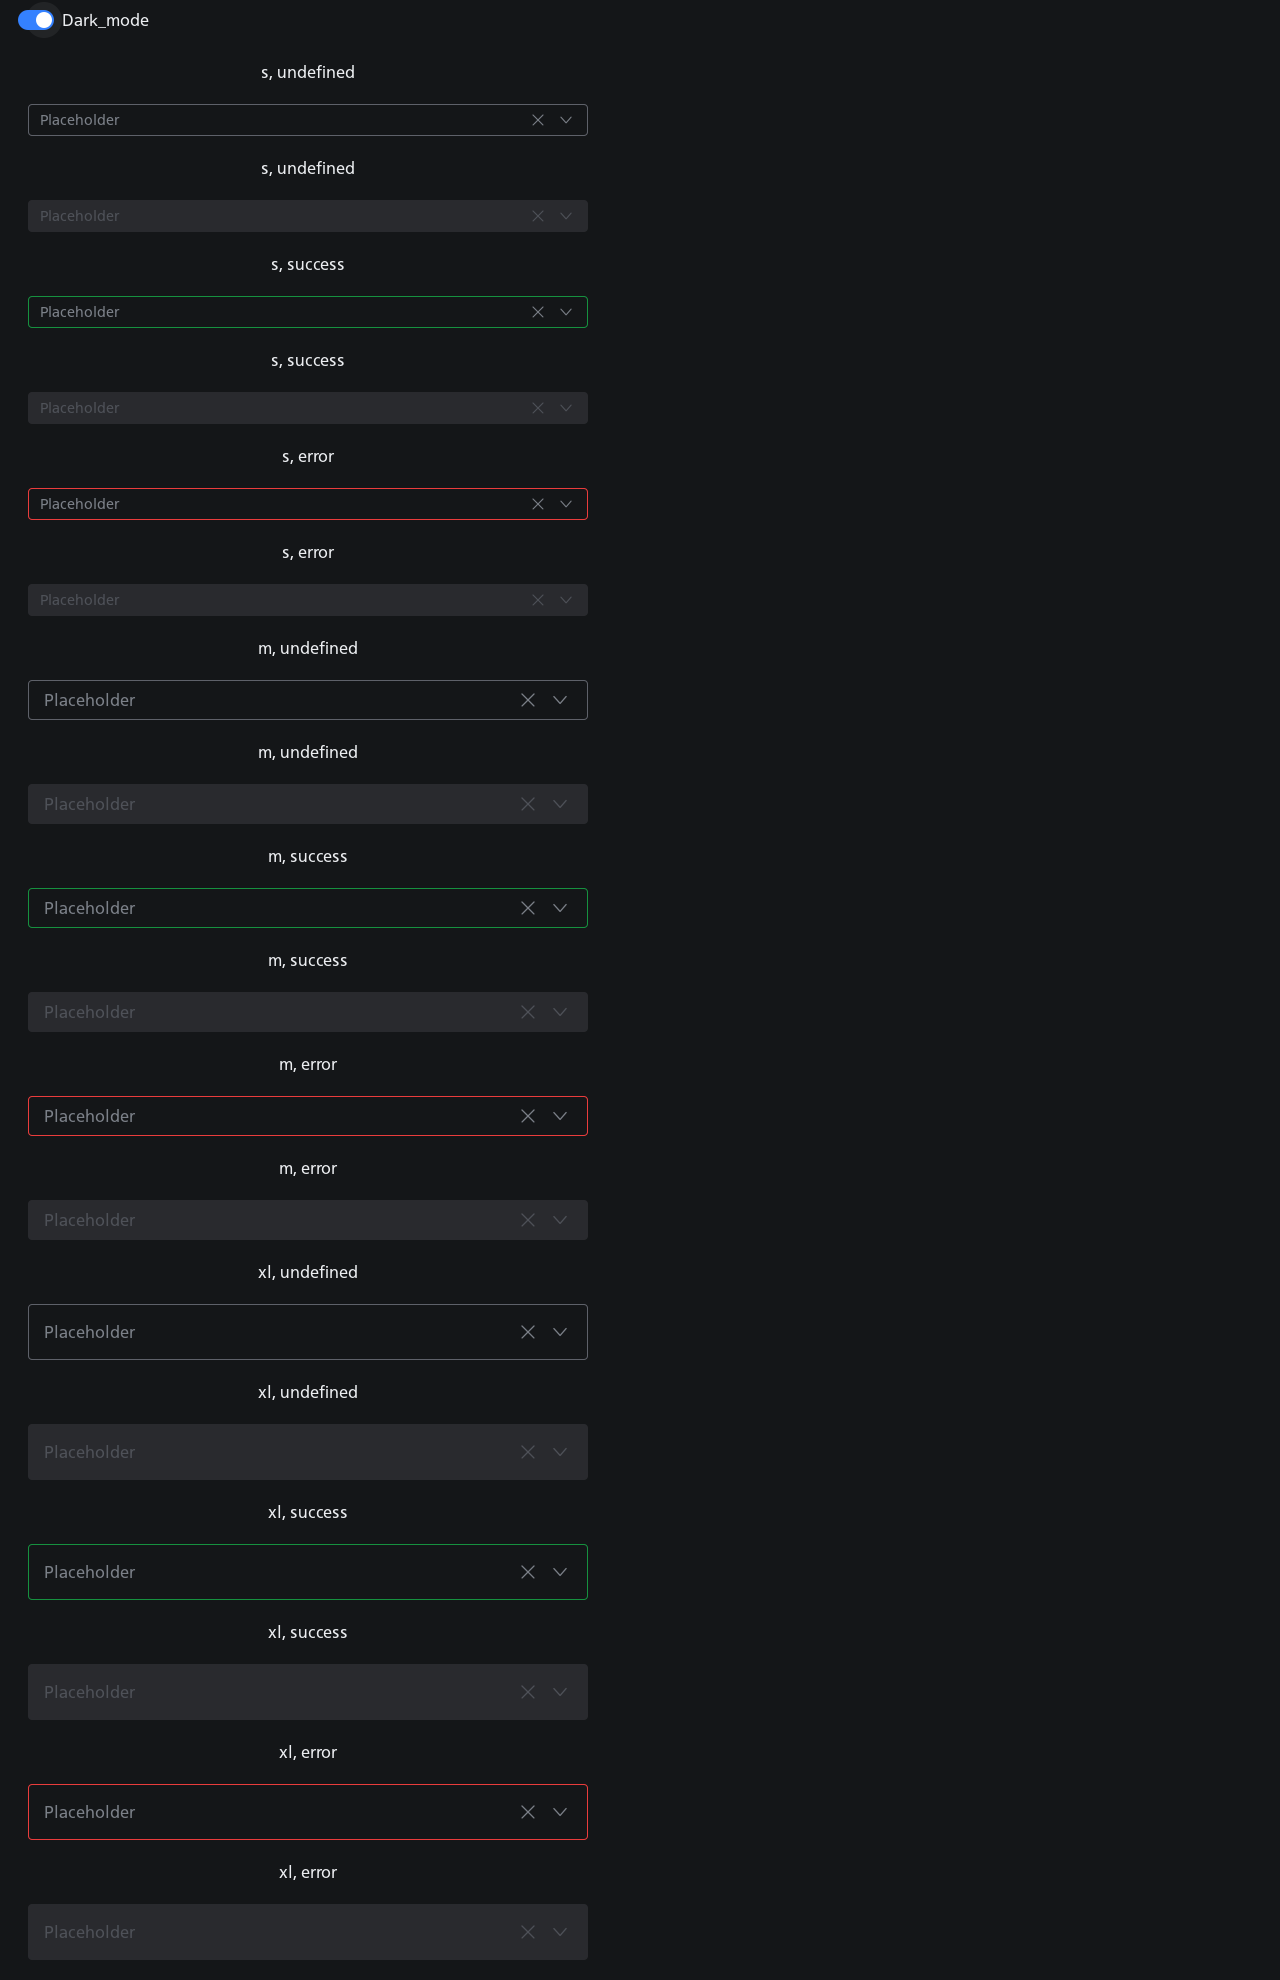 Dark_mode
s, undefined
Placeholder
s, undefined
Placeholder
s, success
Placeholder
s, success
Placeholder
s, error
Placeholder
s, error
Placeholder
m, undefined
Placeholder
m, undefined
Placeholder
m, success
Placeholder
m, success
Placeholder
m, error
Placeholder
m, error
Placeholder
xl, undefined
Placeholder
xl, undefined
Placeholder
xl, success
Placeholder
xl, success
Placeholder
xl, error
Placeholder
xl, error
Placeholder